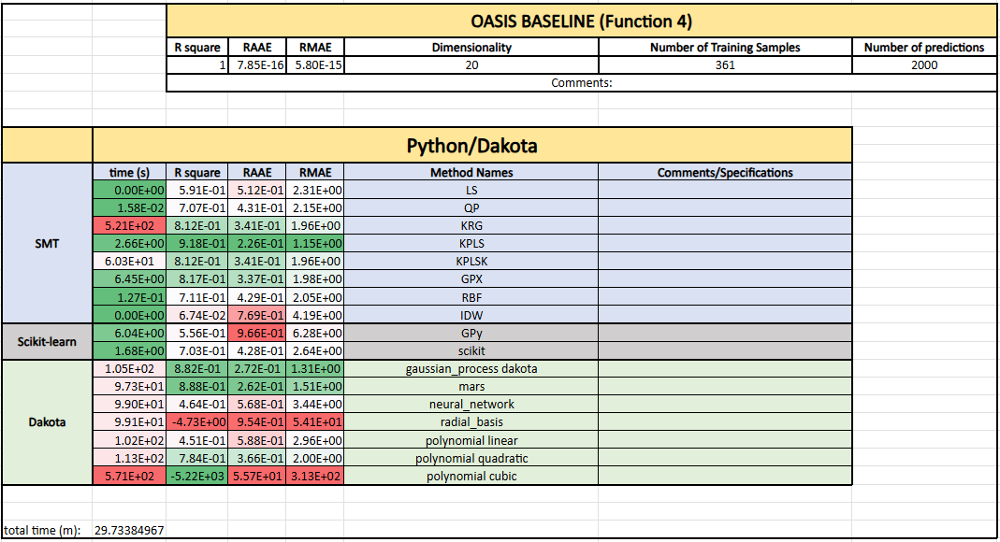 OASIS BASELINE (Function 4)
R square RAAE RMAE Dimensionality Number of Training Samples Number of predictions
1 7.85E-16 5.80E-15 20 361 2000
Comments:
Python/Dakota
time (s) R square RAAE RMAE Method Names Comments/Specifications
SMT
0.00E+00 5.91E-01 5.12E-01 2.31E+00 LS
1.58E-02 7.07E-01 4.31E-01 2.15E+00 QP
5.21E+02 8.12E-01 3.41E-01 1.96E+00 KRG
2.66E+00 9.18E-01 2.26E-01 1.15E+00 KPLS
6.03E+01 8.12E-01 3.41E-01 1.96E+00 KPLSK
6.45E+00 8.17E-01 3.37E-01 1.98E+00 GPX
1.27E-01 7.11E-01 4.29E-01 2.05E+00 RBF
0.00E+00 6.74E-02 7.69E-01 4.19E+00 IDW
Scikit-learn
6.04E+00 5.56E-01 9.66E-01 6.28E+00 GPy
1.68E+00 7.03E-01 4.28E-01 2.64E+00 scikit
Dakota
1.05E+02 8.82E-01 2.72E-01 1.31E+00 gaussian_process dakota
9.73E+01 8.88E-01 2.62E-01 1.51E+00 mars
9.90E+01 4.64E-01 5.68E-01 3.44E+00 neural_network
9.91E+01 -4.73E+00 9.54E-01 5.41E+01 radial_basis
1.02E+02 4.51E-01 5.88E-01 2.96E+00 polynomial linear
1.13E+02 7.84E-01 3.66E-01 2.00E+00 polynomial quadratic
5.71E+02 -5.22E+03 5.57E+01 3.13E+02 polynomial cubic
total time (m): 29.73384967